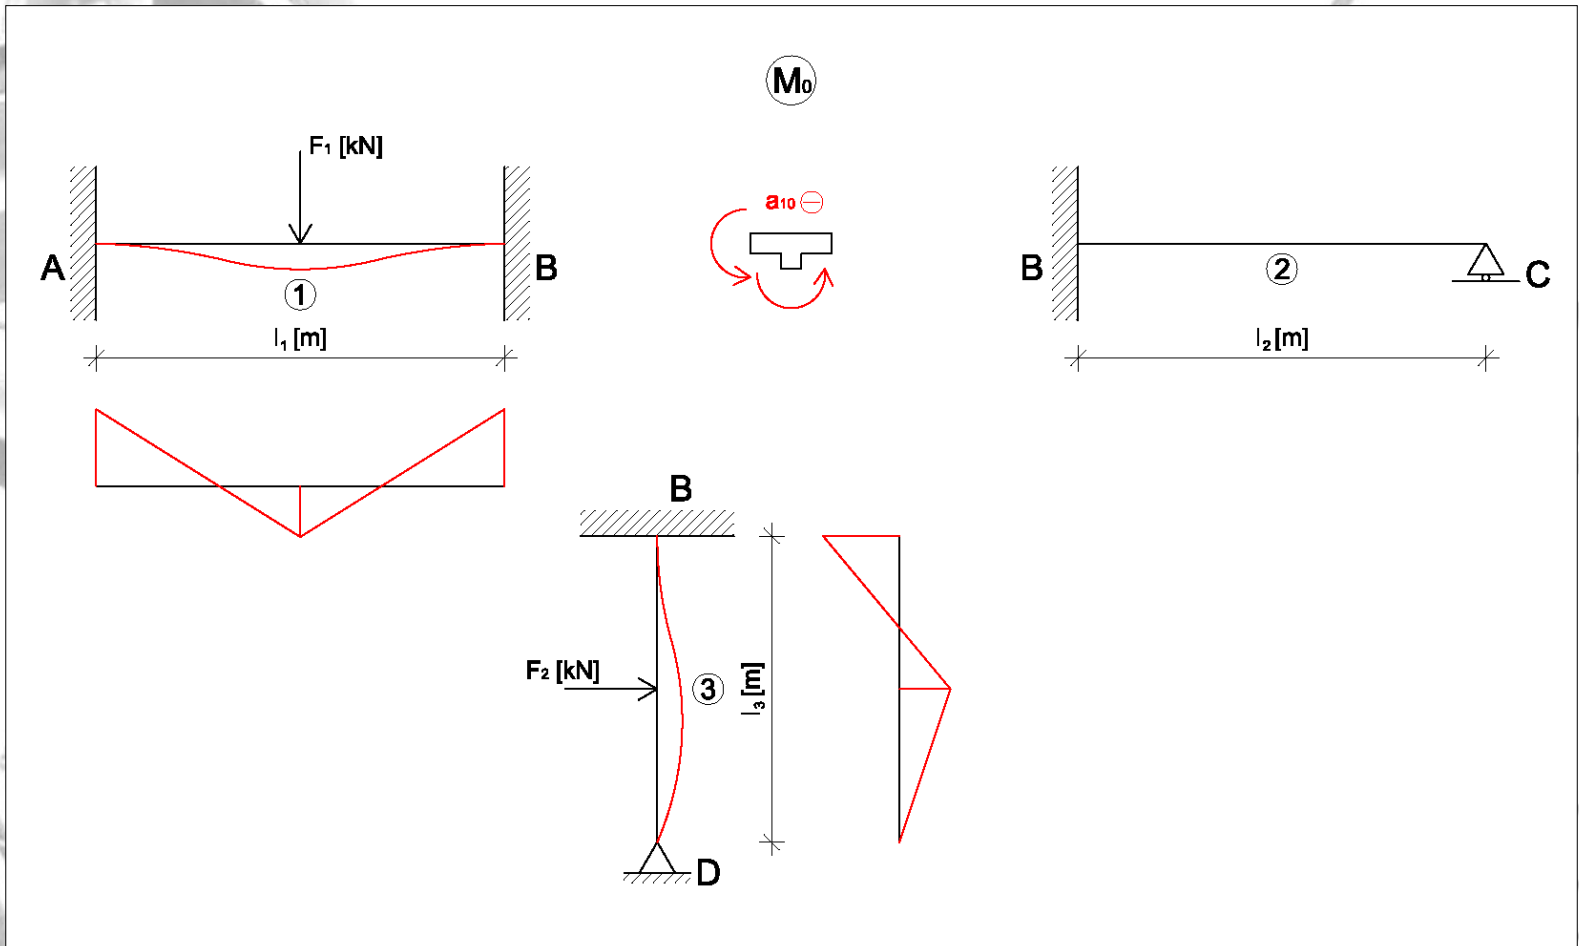 M₀
F₁ [kN]
a₁₀ ⊖
A
B
①
l₁ [m]
B
②
C
l₂ [m]
B
F₂ [kN]
③
l₃ [m]
D